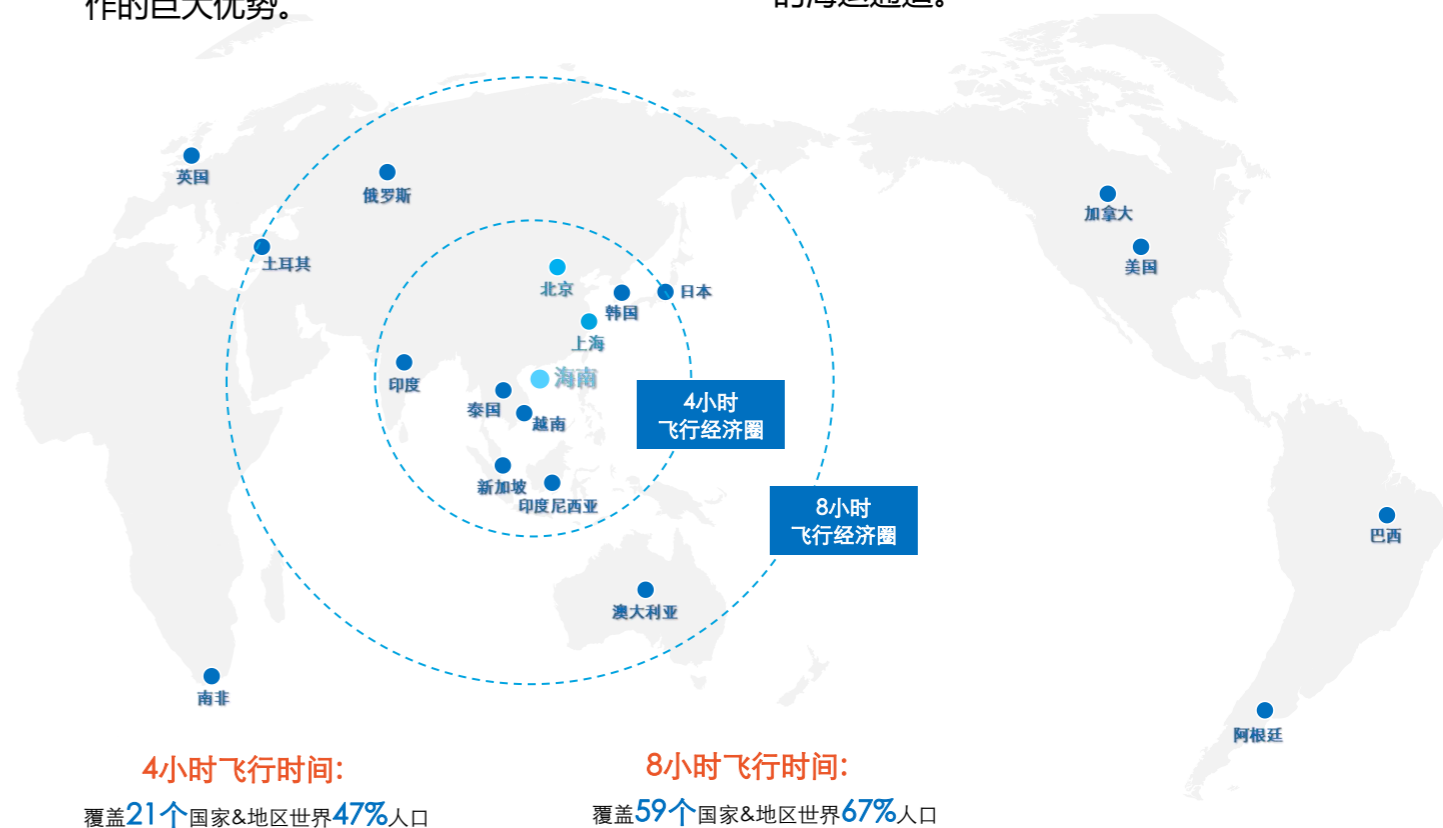 作的巨大优势。
的海运通道。
英国
俄罗斯
加拿大
土耳其
美国
北京
日本
韩国
上海
海南
印度
泰国
越南
4小时
飞行经济圈
新加坡
印度尼西亚
8小时
飞行经济圈
巴西
澳大利亚
南非
阿根廷
4小时飞行时间:
覆盖21个国家&地区世界47%人口
8小时飞行时间:
覆盖59个国家&地区世界67%人口